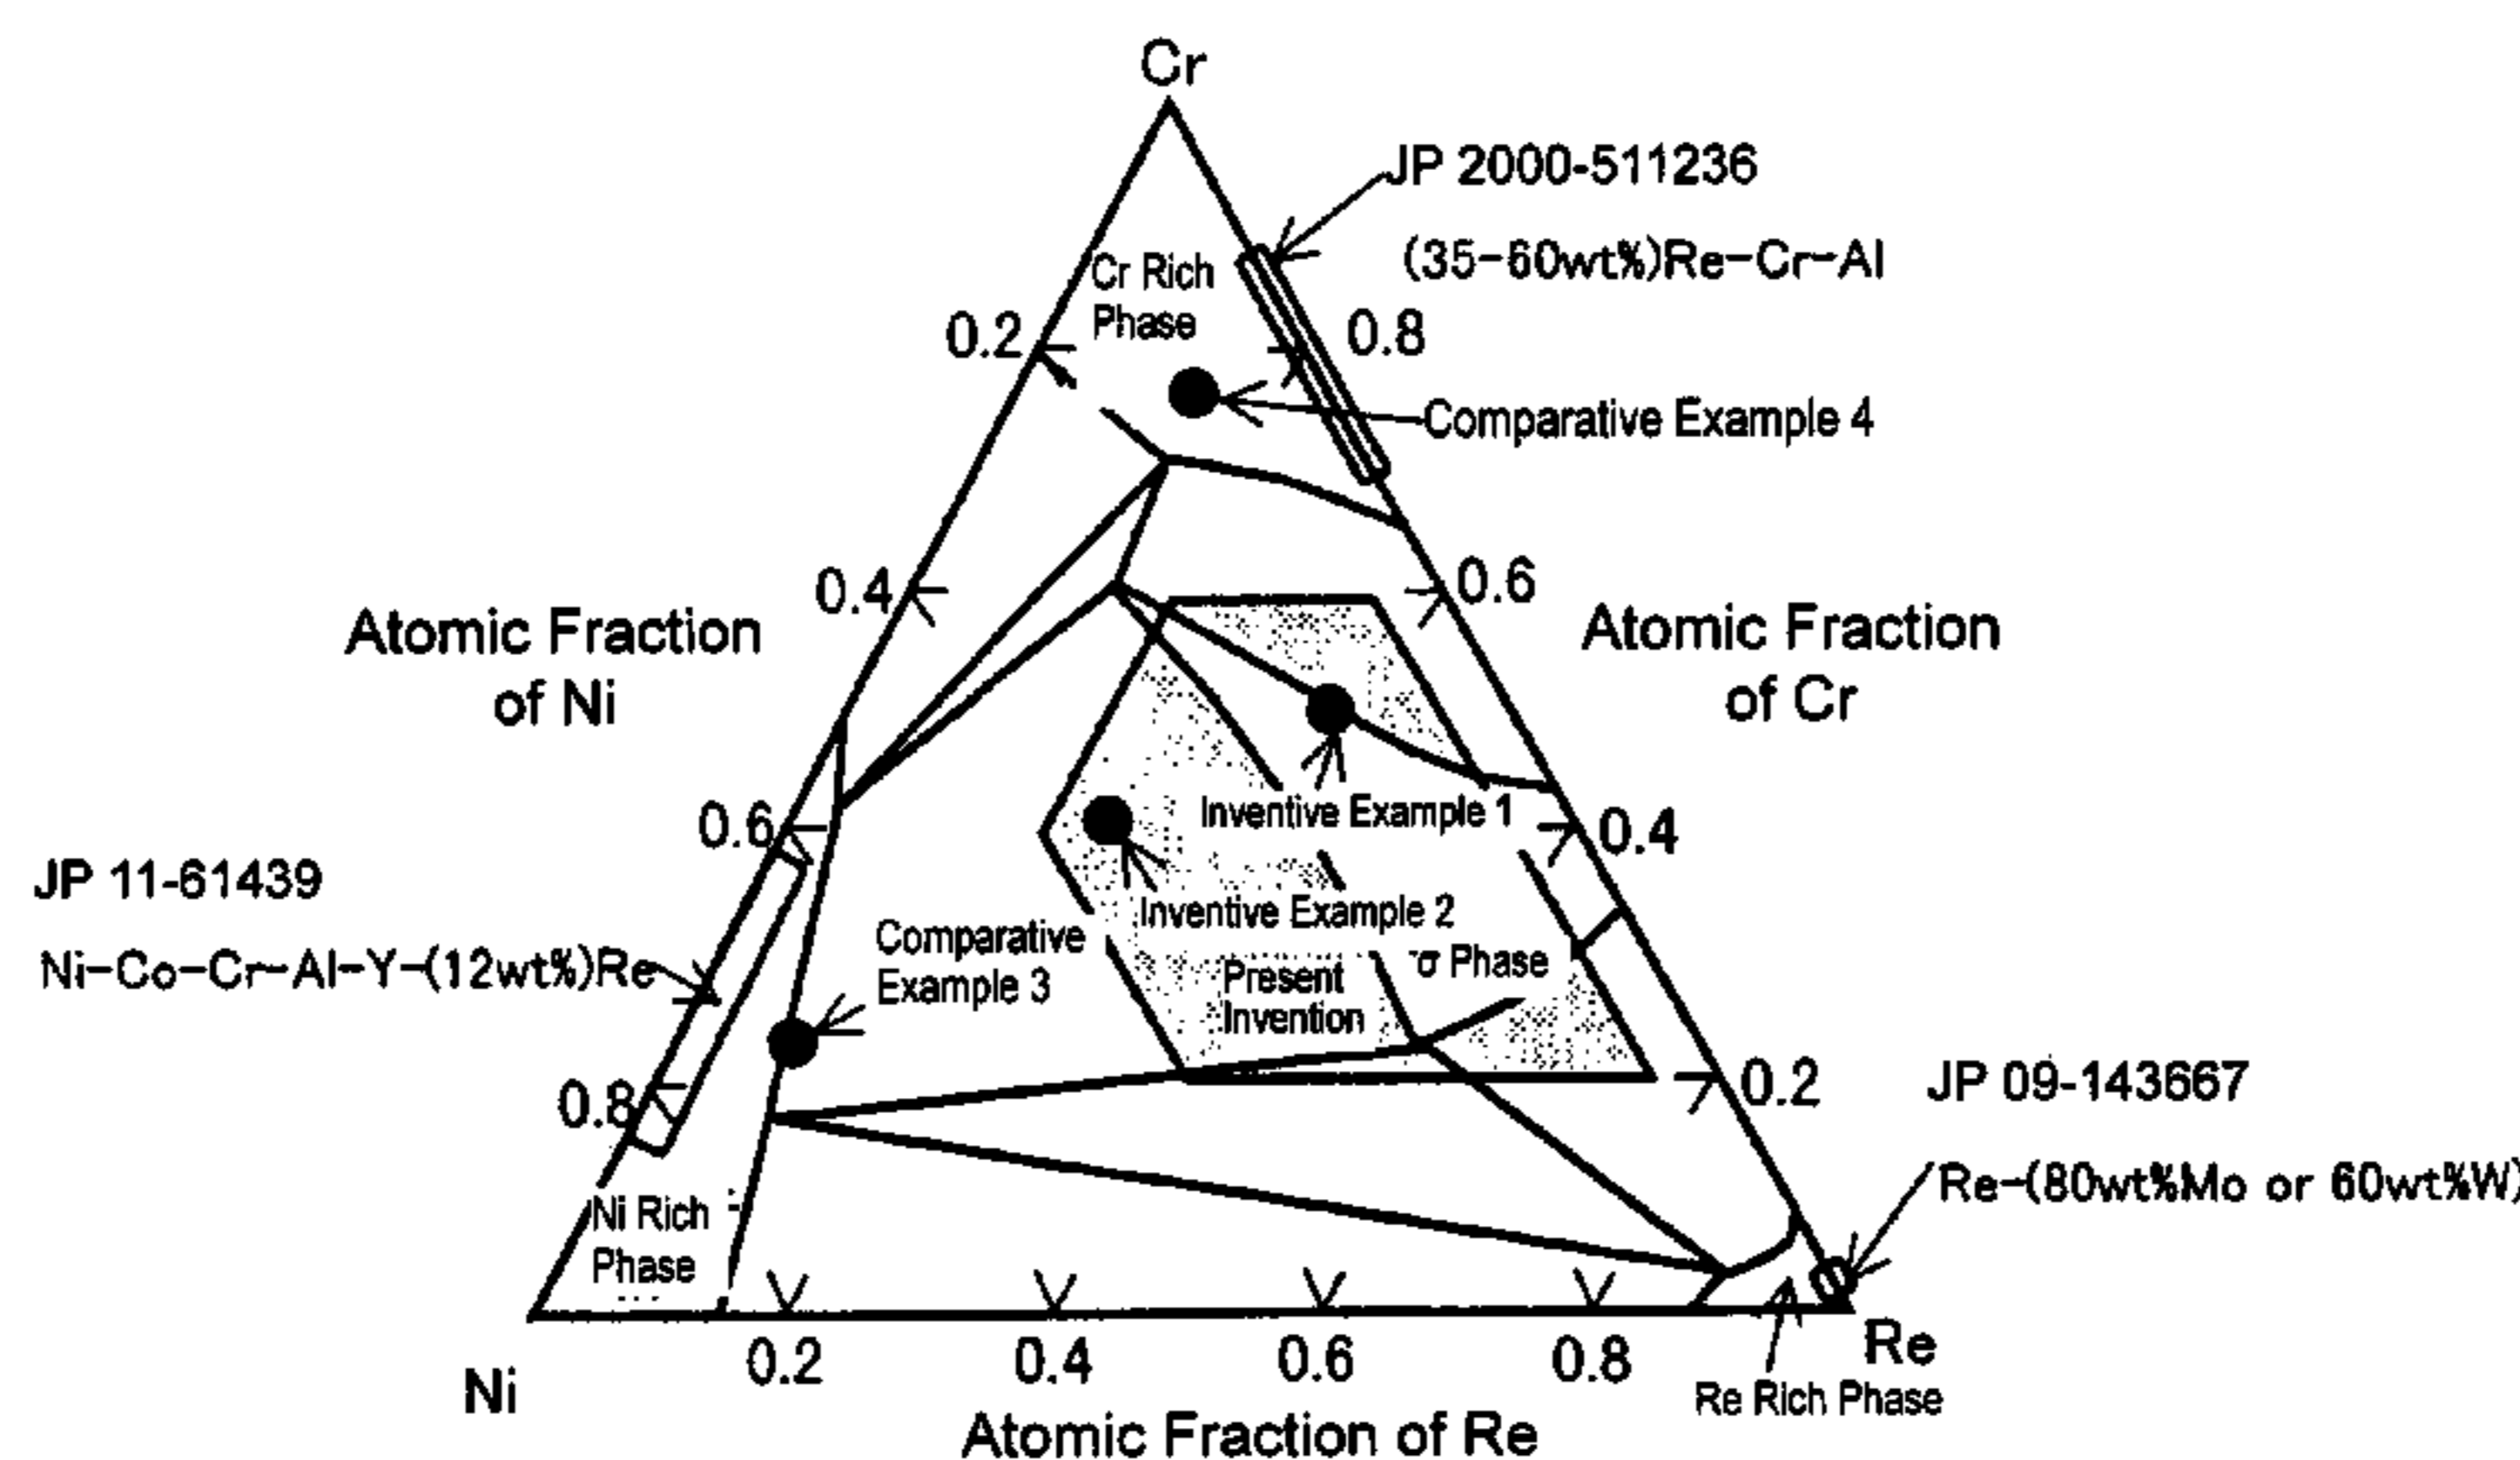 Cr
JP 2000-511236
(35-60wt%)Re-Cr-Al
Cr Rich
Phase
0.2
0.8
Comparative Example 4
0.4
0.6
Atomic Fraction
of Ni
Atomic Fraction
of Cr
0.6
Inventive Example 1
0.4
JP 11-61439
Ni-Co-Cr-Al-Y-(12wt%)Re
Comparative
Example 3
Inventive Example 2
σ Phase
Present
Invention
0.8
0.2
JP 09-143667
Re-(80wt%Mo or 60wt%W)
Ni Rich
Phase
Ni
0.2
0.4
0.6
0.8
Re
Re Rich Phase
Atomic Fraction of Re